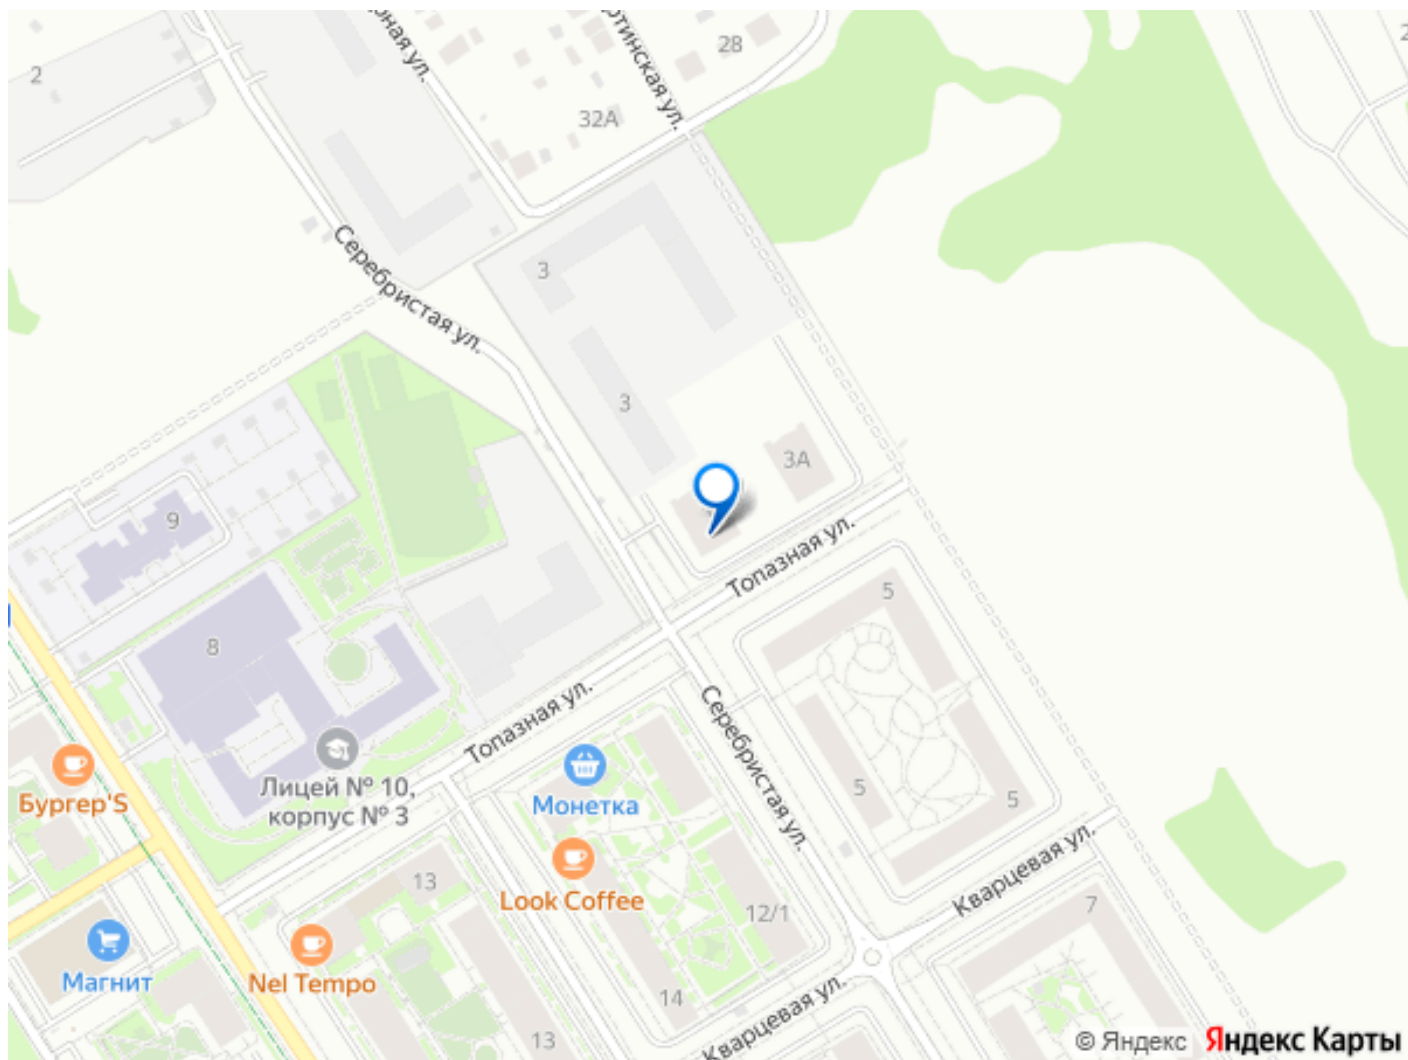 2
28
32А
Серебристая ул.
3
3
3А
9
Топазная ул.
5
8
Топазная ул.
Серебристая ул.
Лицей № 10,
корпус № 3
Бургер'S
Монетка
5
5
Look Coffee
13
12/1
Кварцевая ул.
7
Магнит
Nel Tempo
14
13
Кварцевая ул.
© Яндекс Яндекс Карты